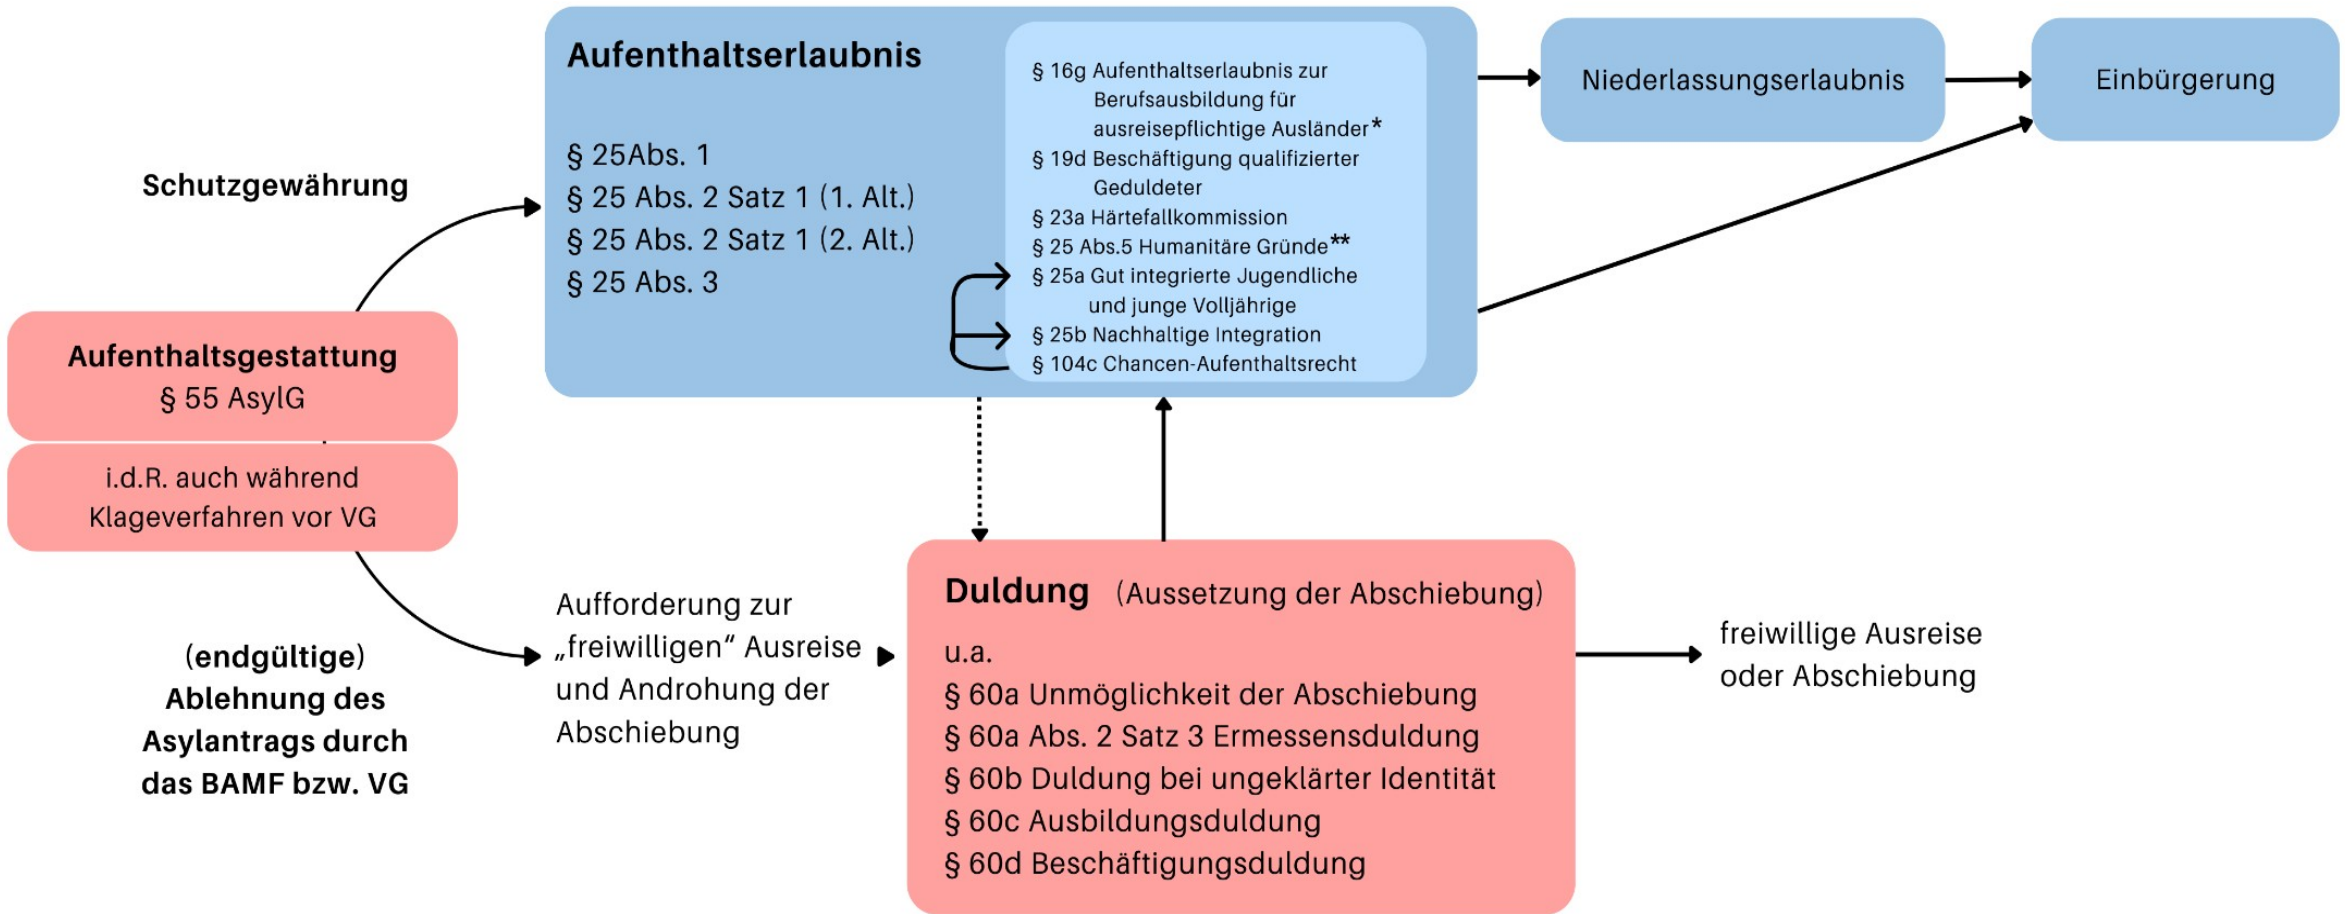 Aufenthaltserlaubnis
§ 25Abs. 1
§ 25 Abs. 2 Satz 1 (1. Alt.)
§ 25 Abs. 2 Satz 1 (2. Alt.)
§ 25 Abs. 3
§ 16g Aufenthaltserlaubnis zur
Berufsausbildung für
ausreisepflichtige Ausländer*
§ 19d Beschäftigung qualifizierter
Geduldeter
§ 23a Härtefallkommission
§ 25 Abs.5 Humanitäre Gründe**
§ 25a Gut integrierte Jugendliche
und junge Volljährige
§ 25b Nachhaltige Integration
§ 104c Chancen-Aufenthaltsrecht
Niederlassungserlaubnis
Einbürgerung
Schutzgewährung
Aufenthaltsgestattung
§ 55 AsylG
i.d.R. auch während
Klageverfahren vor VG
(endgültige)
Ablehnung des
Asylantrags durch
das BAMF bzw. VG
Aufforderung zur
„freiwilligen“ Ausreise
und Androhung der
Abschiebung
Duldung (Aussetzung der Abschiebung)
u.a.
§ 60a Unmöglichkeit der Abschiebung
§ 60a Abs. 2 Satz 3 Ermessensduldung
§ 60b Duldung bei ungeklärter Identität
§ 60c Ausbildungsduldung
§ 60d Beschäftigungsduldung
freiwillige Ausreise
oder Abschiebung